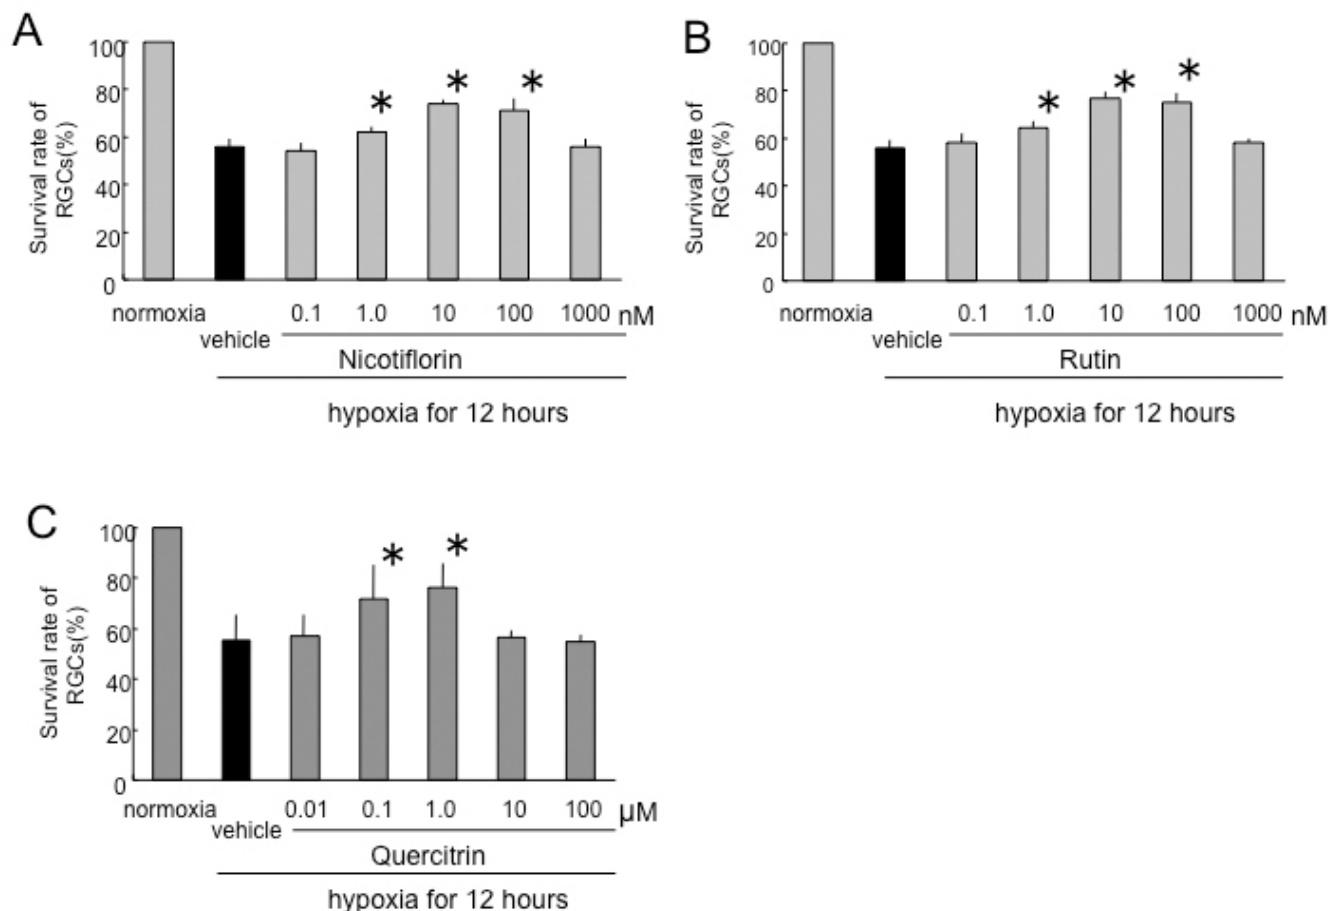 A
Survival rate of
RGCs(%)
100
80
60
40
20
0
*
*
*
normoxia
vehicle
0.1 1.0 10 100 1000 nM
Nicotiflorin
hypoxia for 12 hours
B
Survival rate of
RGCs(%)
100
80
60
40
20
0
*
*
*
normoxia
vehicle
0.1 1.0 10 100 1000 nM
Rutin
hypoxia for 12 hours
C
Survival rate of
RGCs(%)
100
80
60
40
20
0
*
*
normoxia
vehicle
0.01 0.1 1.0 10 100 µM
Quercitrin
hypoxia for 12 hours